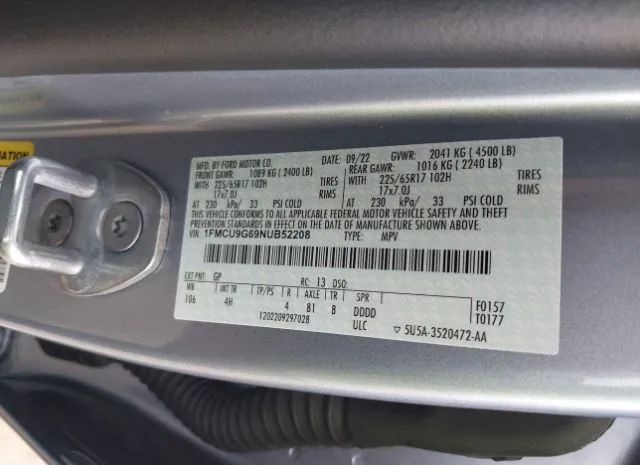 MFD. BY FORD MOTOR CO. 09/22 GVWR: 2041 KG ( 4500 LB)
FRONT GAWR: 1089 KG ( 2400 LB) REAR GAWR: 1016 KG ( 2240 LB)
WITH 225/65R17 102H TIRES WITH 225/65R17 102H TIRES
17x7.0J RIMS 17x7.0J RIMS
AT 230 kPa/ 33 PSI COLD AT 230 kPa/ 33 PSI COLD
THIS VEHICLE CONFORMS TO ALL APPLICABLE FEDERAL MOTOR VEHICLE SAFETY AND THEFT
PREVENTION STANDARDS IN EFFECT ON THE DATE OF MANUFACTURE SHOWN ABOVE.
1FMCU9G69NUB52208 TYPE: MPV
EXT PNT: GP RC: 13 DSO:
WB INT TR TP/PS R AXLE TR SPR
106 4H 4 81 8 DDDD F0157
1202209297028 ULC T0177
▽ 5U5A-3520472-AA